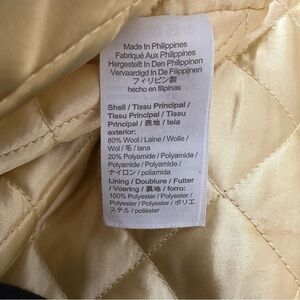 Made In Philippines
Fabriqué Aux Philippines
Hergestellt In Den Philippinen
Vervaardigd In De Filippijnen
フィリピン製
hecho en filipinas
Shell / Tissu Principal /
Tissu Principal / Tissu
Principal / 表地 / tela
exterior:
80% Wool / Laine / Wolle /
Wol / 毛 / lana
20% Polyamide / Polyamide
/ Polyamide / Polyamide /
ナイロン / poliamida
Lining / Doublure / Futter
/ Voering / 裏地 / forro:
100% Polyester / Polyester
/ Polyester / Polyester / ポリエ
ステル / poliéster